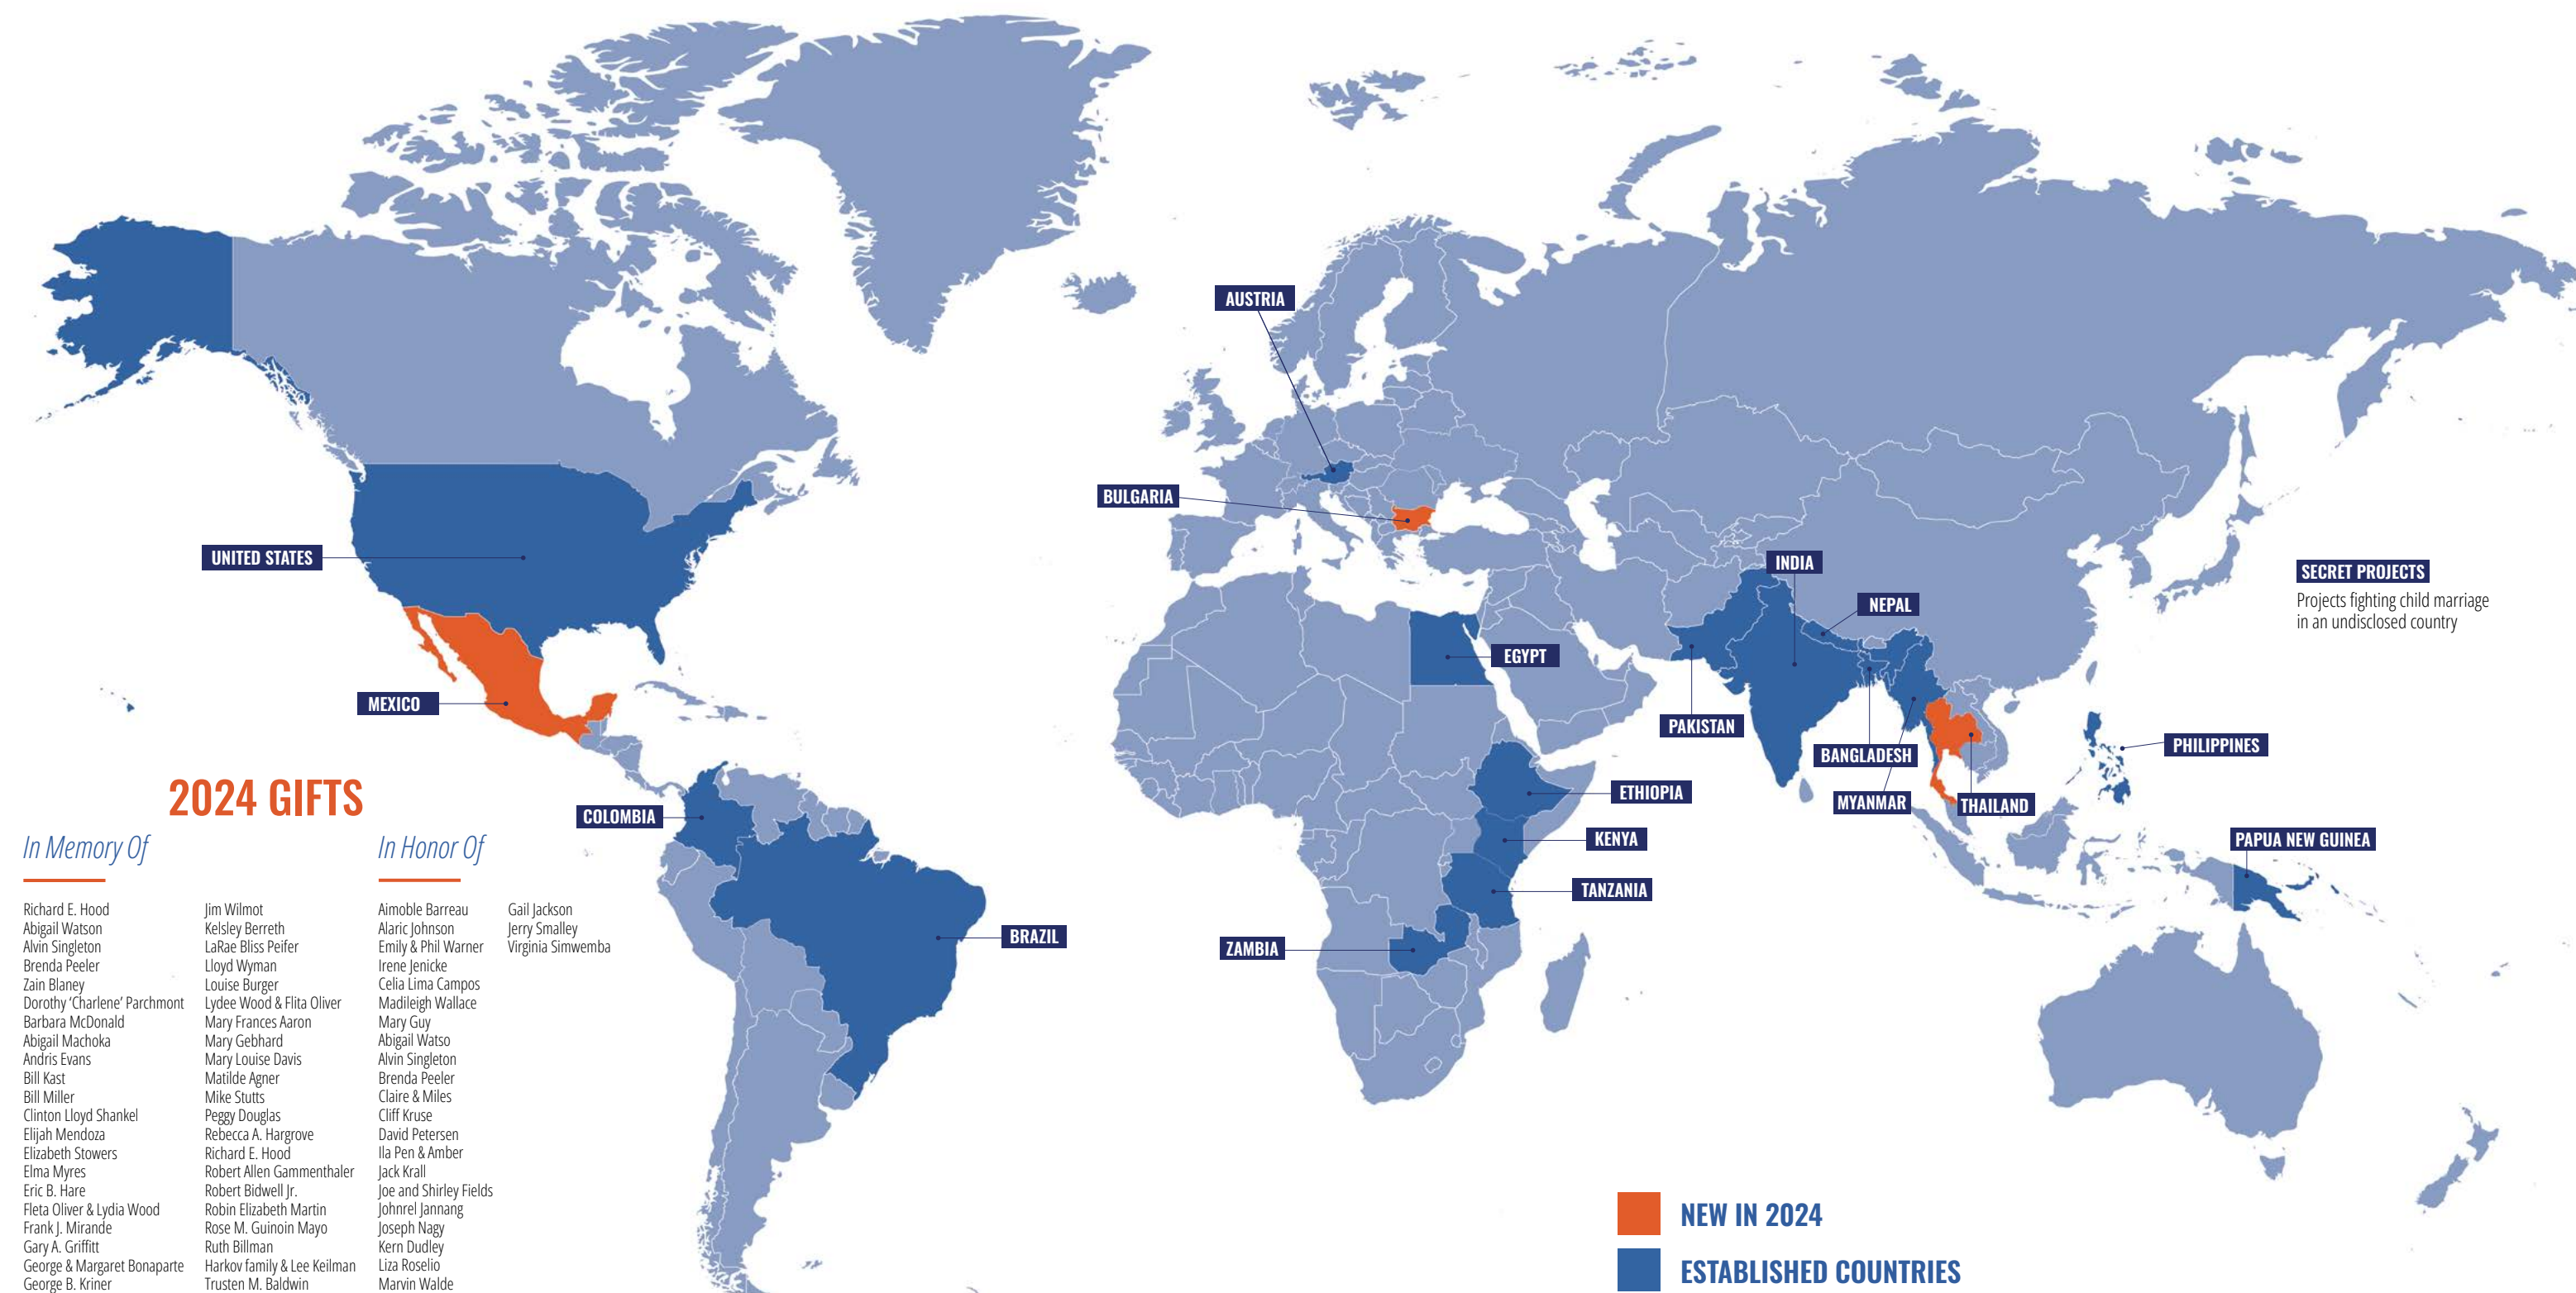 AUSTRIA
BULGARIA
UNITED STATES
INDIA
SECRET PROJECTS
Projects fighting child marriage
in an undisclosed country
NEPAL
EGYPT
MEXICO
PAKISTAN
BANGLADESH
PHILIPPINES
ETHIOPIA
MYANMAR
THAILAND
COLOMBIA
KENYA
PAPUA NEW GUINEA
TANZANIA
BRAZIL
ZAMBIA
2024 GIFTS
In Memory Of
Richard E. Hood
Abigail Watson
Alvin Singleton
Brenda Peeler
Zain Blaney
Dorothy ‘Charlene’ Parchmont
Barbara McDonald
Abigail Machoka
Andris Evans
Bill Kast
Bill Miller
Clinton Lloyd Shankel
Elijah Mendoza
Elizabeth Stowers
Elma Myres
Eric B. Hare
Fleta Oliver & Lydia Wood
Frank J. Mirande
Gary A. Griffitt
George & Margaret Bonaparte
George B. Kriner
Jim Wilmot
Kelsley Berreth
LaRae Bliss Peifer
Lloyd Wyman
Louise Burger
Lydee Wood & Flita Oliver
Mary Frances Aaron
Mary Gebhard
Mary Louise Davis
Matilde Agner
Mike Stutts
Peggy Douglas
Rebecca A. Hargrove
Richard E. Hood
Robert Allen Gammenthaler
Robert Bidwell Jr.
Robin Elizabeth Martin
Rose M. Guinoin Mayo
Ruth Billman
Harkov family & Lee Keilman
Trusten M. Baldwin
In Honor Of
Aimoble Barreau
Alaric Johnson
Emily & Phil Warner
Irene Jenicke
Celia Lima Campos
Madileigh Wallace
Mary Guy
Abigail Watso
Alvin Singleton
Brenda Peeler
Claire & Miles
Cliff Kruse
David Petersen
Ila Pen & Amber
Jack Krall
Joe and Shirley Fields
Johnrel Jannang
Joseph Nagy
Kern Dudley
Liza Roselio
Marvin Walde
Gail Jackson
Jerry Smalley
Virginia Simwemba
NEW IN 2024
ESTABLISHED COUNTRIES